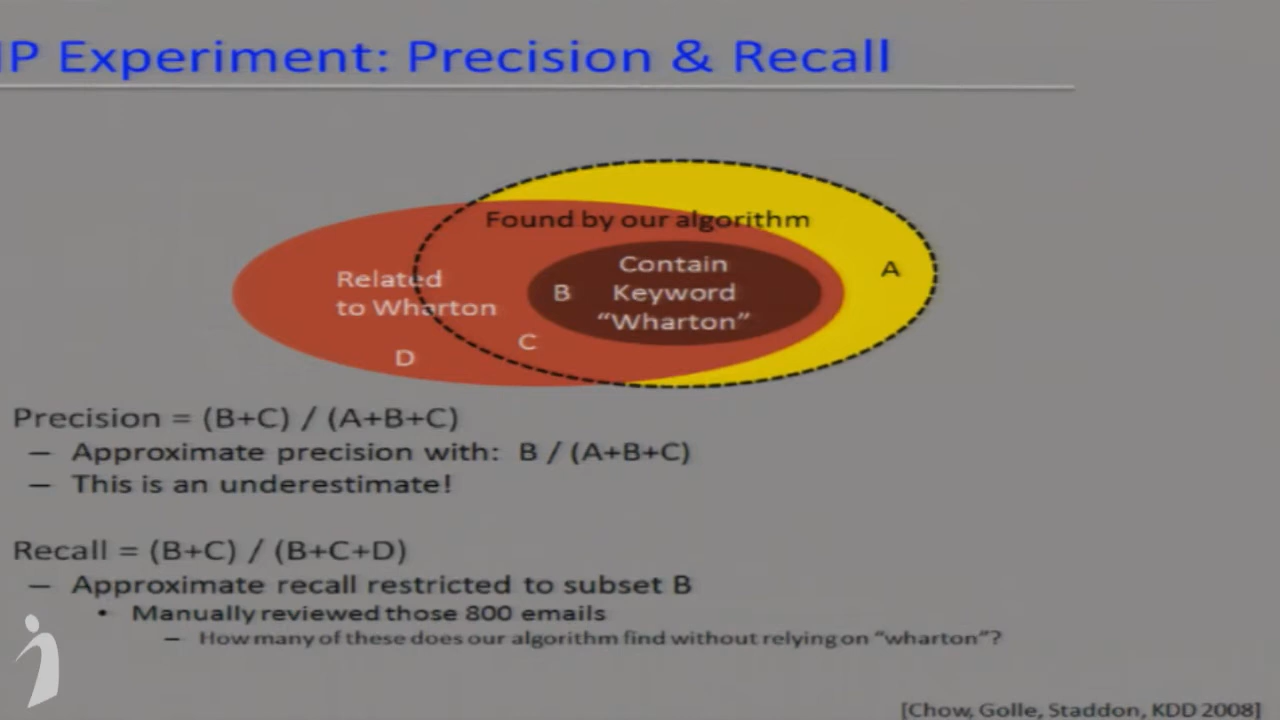 IP Experiment: Precision & Recall
Found by our algorithm
Related
to Wharton
Contain
Keyword
“Wharton”
A
B
C
D
Precision = (B+C) / (A+B+C)
– Approximate precision with: B / (A+B+C)
– This is an underestimate!
Recall = (B+C) / (B+C+D)
– Approximate recall restricted to subset B
• Manually reviewed those 800 emails
– How many of these does our algorithm find without relying on “wharton”?
[Chow, Golle, Staddon, KDD 2008]